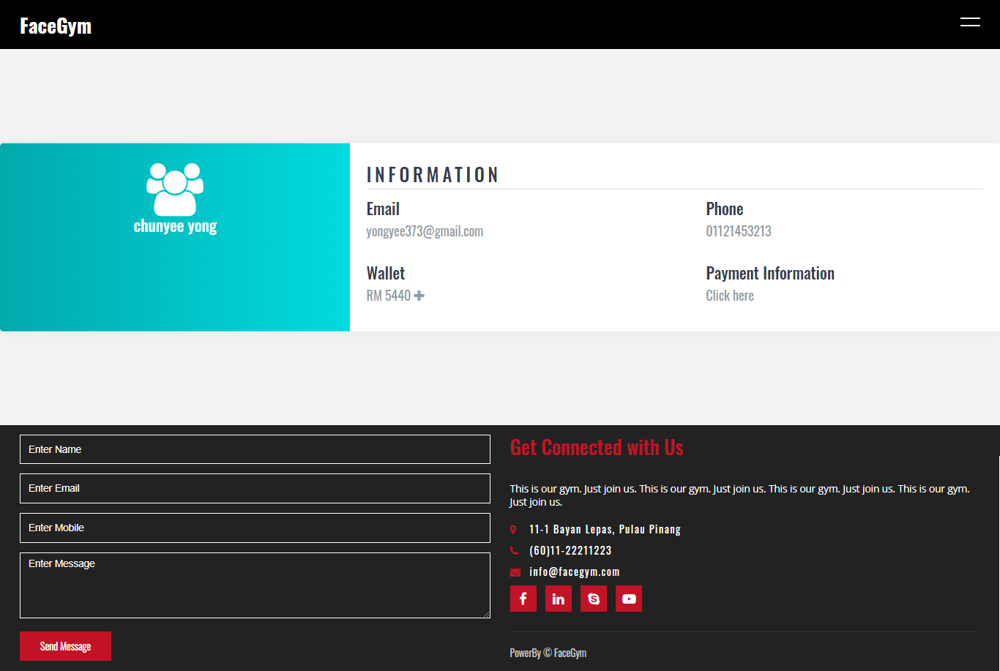 FaceGym
chunyee yong
INFORMATION
Email
yongyee373@gmail.com
Phone
01121453213
Wallet
RM 5440
Payment Information
Click here
Enter Name
Enter Email
Enter Mobile
Enter Message
Send Message
Get Connected with Us
This is our gym. Just join us. This is our gym. Just join us. This is our gym. Just join us. This is our gym.
Just join us.
11-1 Bayan Lepas, Pulau Pinang
(60)11-22211223
info@facegym.com
PowerBy © FaceGym